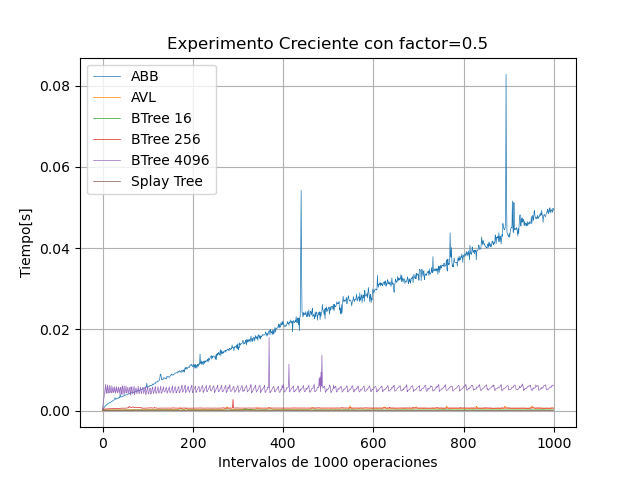 Experimento Creciente con factor=0.5
ABB
AVL
BTree 16
BTree 256
BTree 4096
Splay Tree
Tiempo[s]
0.08
0.06
0.04
0.02
0.00
0
200
400
600
800
1000
Intervalos de 1000 operaciones